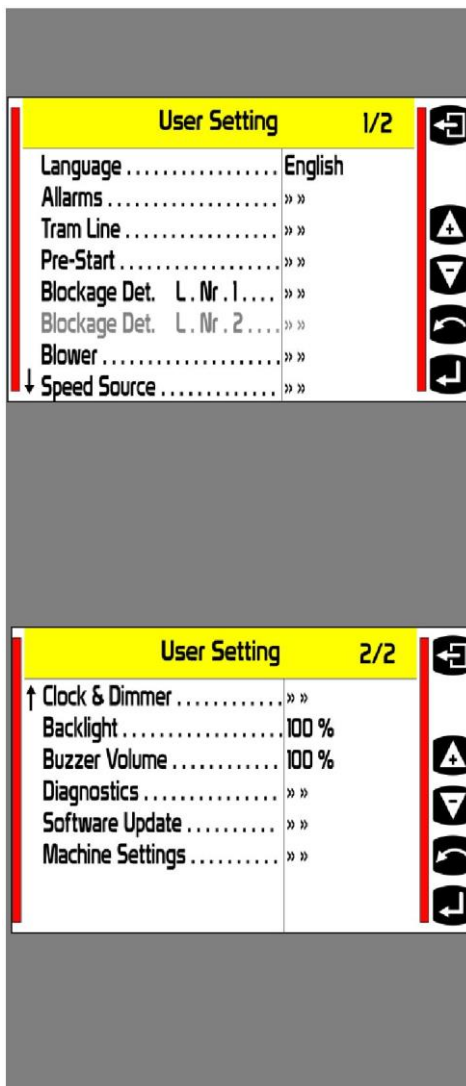 User Setting 1/2
Language ................. English
Allarms ................... » »
Tram Line ................. » »
Pre-Start .................. » »
Blockage Det. L . Nr . 1 .... » »
Blockage Det. L . Nr . 2 .... » »
Blower .................... » »
↓ Speed Source ............. » »
User Setting 2/2
↑ Clock & Dimmer ............ » »
Backlight .................. 100 %
Buzzer Volume ............ 100 %
Diagnostics ............... » »
Software Update .......... » »
Machine Settings .......... » »